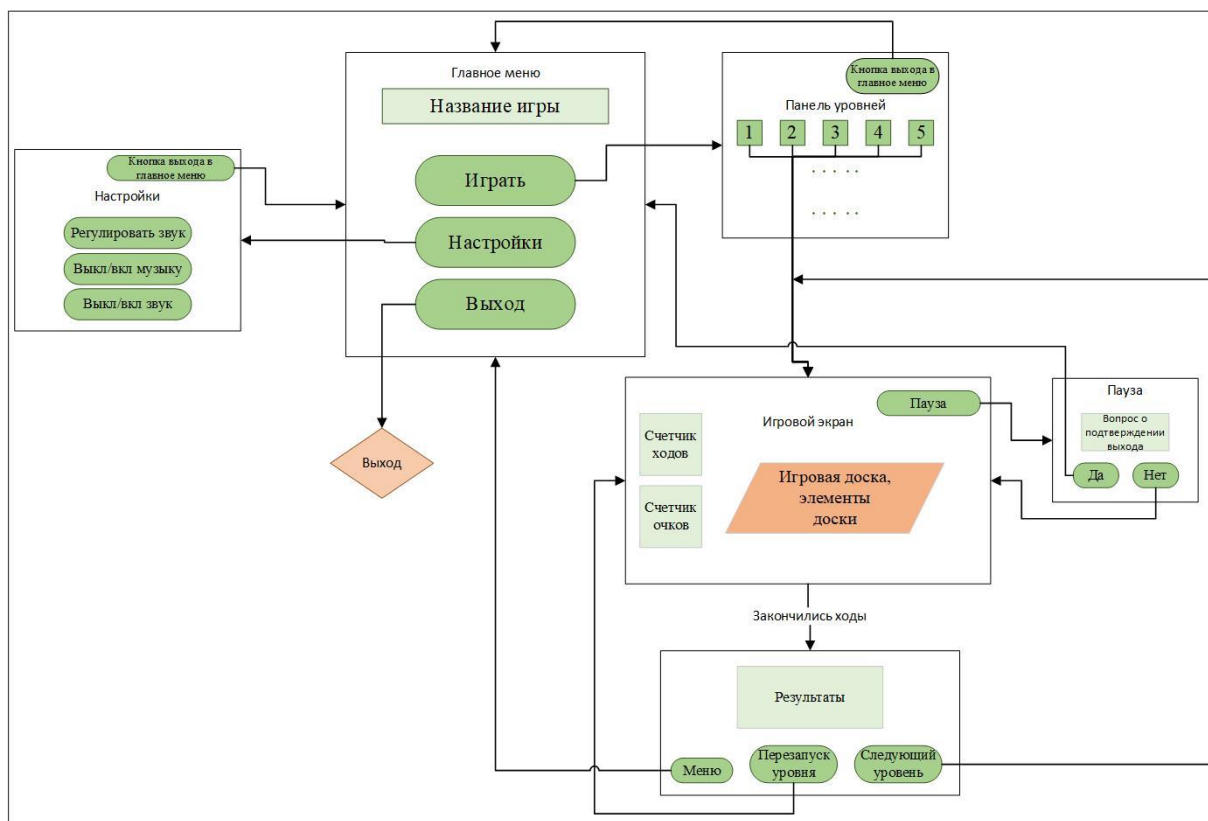 Главное меню
Название игры
Играть
Настройки
Выход
Кнопка выхода в
главное меню
Панель уровней
1 2 3 4 5
. . . . .
. . . . .
Кнопка выхода в
главное меню
Настройки
Регулировать звук
Выкл/вкл музыку
Выкл/вкл звук
Выход
Игровой экран
Пауза
Счетчик
ходов
Счетчик
очков
Игровая доска,
элементы
доски
Пауза
Вопрос о
подтверждении
выхода
Да
Нет
Закончились ходы
Результаты
Меню
Перезапуск
уровня
Следующий
уровень